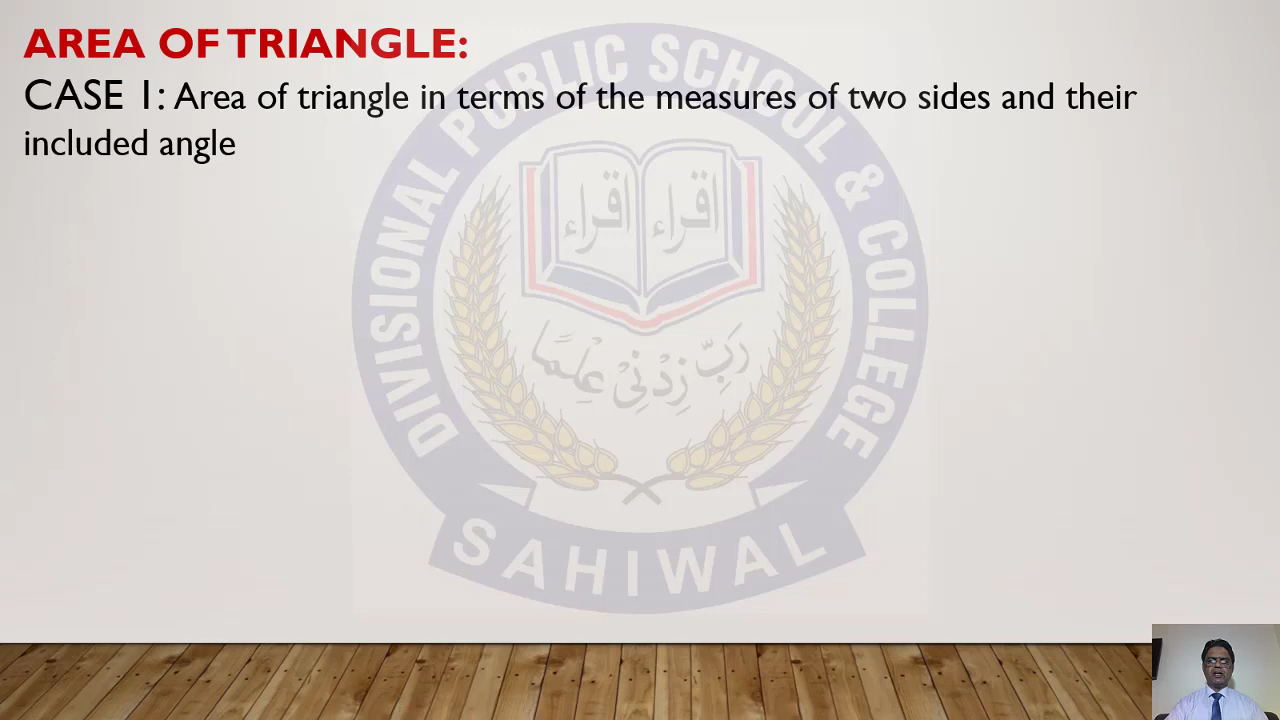 AREA OF TRIANGLE:
CASE 1: Area of triangle in terms of the measures of two sides and their
included angle
DIVISIONAL PUBLIC SCHOOL & COLLEGE
اقراء اقراء
رَبِّ زِدْنِیْ عِلْمًا
SAHIWAL